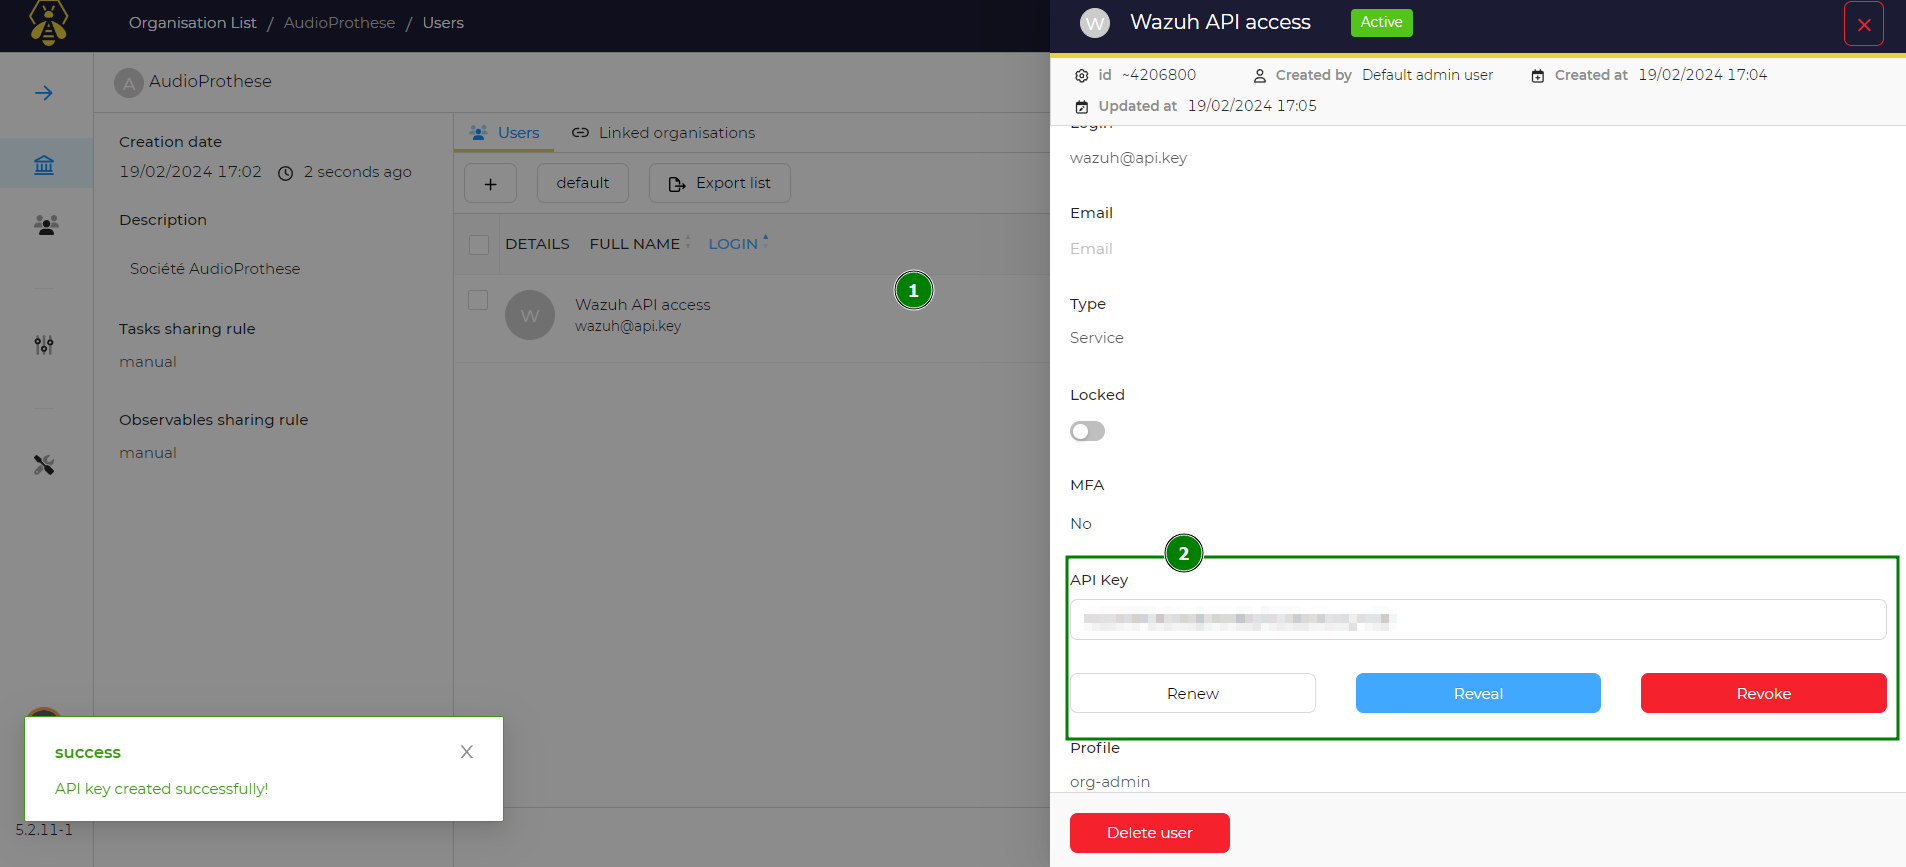 Organisation List / AudioProthese / Users
A AudioProthese
Creation date
19/02/2024 17:02 2 seconds ago
Description
Société AudioProthese
Tasks sharing rule
manual
Observables sharing rule
manual
Users Linked organisations
+ default Export list
DETAILS FULL NAME LOGIN
1
W Wazuh API access
wazuh@api.key
success
API key created successfully!
5.2.11-1
W Wazuh API access Active
id ~4206800 Created by Default admin user Created at 19/02/2024 17:04
Updated at 19/02/2024 17:05
Login
wazuh@api.key
Email
Email
Type
Service
Locked
MFA
No
2
API Key
Renew Reveal Revoke
Profile
org-admin
Delete user